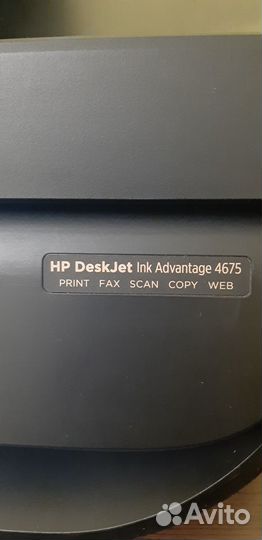 HP DeskJet Ink Advantage 4675
PRINT FAX SCAN COPY WEB
Avito